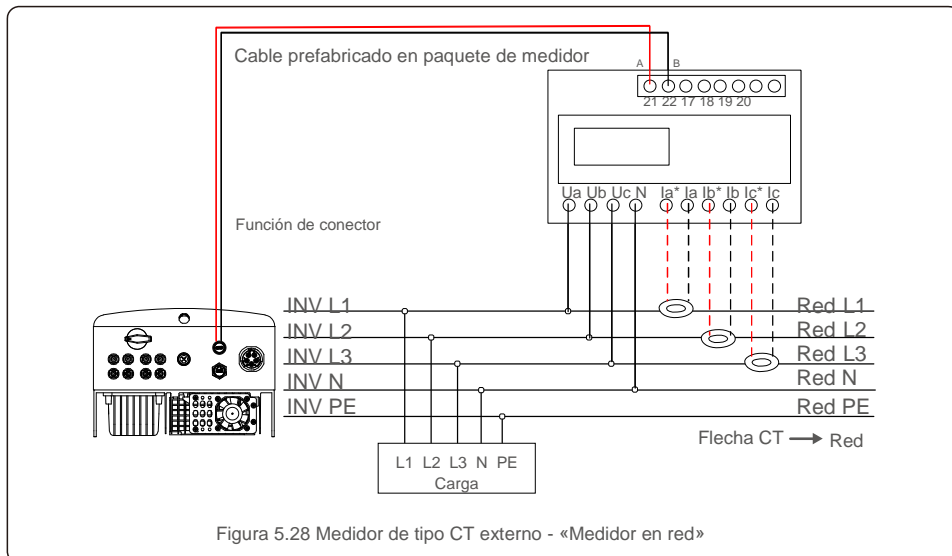 Cable prefabricado en paquete de medidor
A B
21 22 17 18 19 20
Ua Ub Uc N Ia* Ia Ib* Ib Ic* Ic
Función de conector
INV L1 Red L1
INV L2 Red L2
INV L3 Red L3
INV N Red N
INV PE Red PE
Flecha CT → Red
L1 L2 L3 N PE
Carga
Figura 5.28 Medidor de tipo CT externo - «Medidor en red»